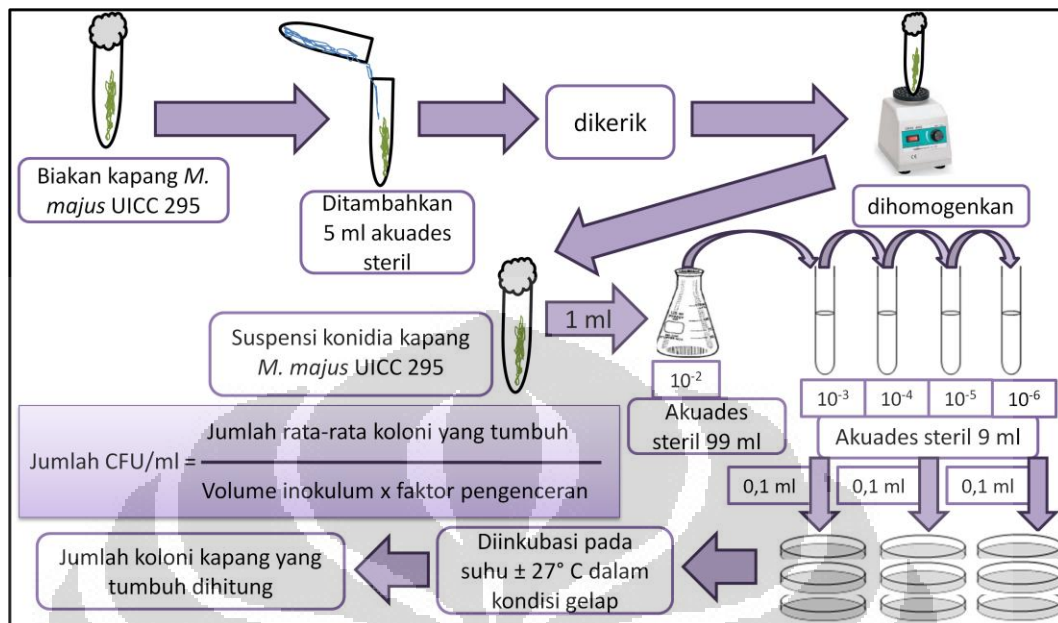 Biakan kapang M.
majus UICC 295
Ditambahkan
5 ml akuades
steril
dikerik
dihomogenkan
Suspensi konidia kapang
M. majus UICC 295
1 ml
10⁻²
Akuades
steril 99 ml
10⁻³
10⁻⁴
10⁻⁵
10⁻⁶
Akuades steril 9 ml
0,1 ml
0,1 ml
0,1 ml
Jumlah CFU/ml =
Jumlah rata-rata koloni yang tumbuh
Volume inokulum x faktor pengenceran
Diinkubasi pada
suhu ± 27° C dalam
kondisi gelap
Jumlah koloni kapang yang
tumbuh dihitung